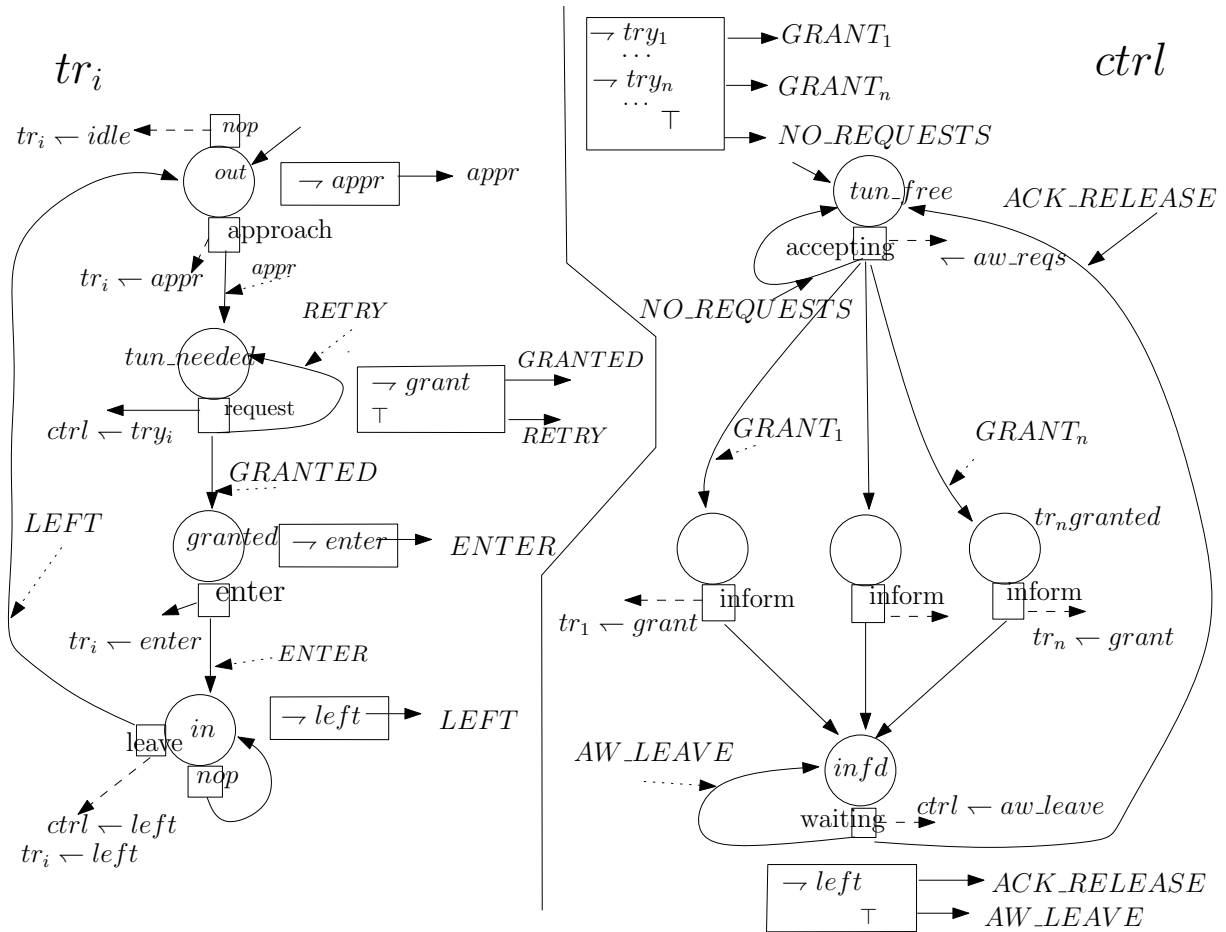 tr_i
nop
tr_i ↽ idle
out
⇁ appr
appr
approach
tr_i ↽ appr
appr
RETRY
tun_needed
GRANTED
⇁ grant
⊤
request
ctrl ↽ try_i
RETRY
GRANTED
LEFT
granted
⇁ enter
ENTER
enter
tr_i ↽ enter
ENTER
in
⇁ left
LEFT
leave
nop
ctrl ↽ left
tr_i ↽ left
ctrl
⇁ try_1
GRANT_1
...
⇁ try_n
GRANT_n
...
⊤
NO_REQUESTS
tun_free
ACK_RELEASE
accepting
↽ aw_reqs
NO_REQUESTS
GRANT_1
GRANT_n
tr_n granted
inform
inform
inform
tr_1 ↽ grant
tr_n ↽ grant
AW_LEAVE
infd
ctrl ↽ aw_leave
waiting
⇁ left
ACK_RELEASE
⊤
AW_LEAVE